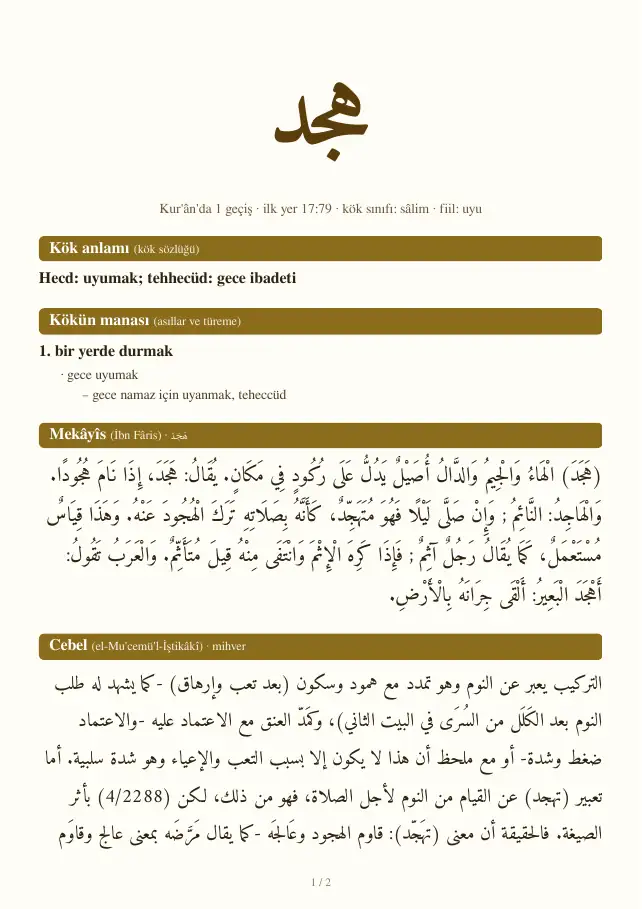 هجد
Kur'ân'da 1 geçiş · ilk yer 17:79 · kök sınıfı: sâlim · fiil: uyu
Kök anlamı (kök sözlüğü)
Hecd: uyumak; tehhecüd: gece ibadeti
Kökün manası (asıllar ve türeme)
1. bir yerde durmak
· gece uyumak
– gece namaz için uyanmak, teheccüd
Mekâyîs (İbn Fâris) · هَجَدَ
(هَجَدَ) الْهَاءُ وَالْجِيمُ وَالدَّالُ أُصَيْلٌ يَدُلُّ عَلَى رُكُودٍ فِي مَكَانٍ. يُقَالُ: هَجَدَ، إِذَا نَامَ هُجُودًا.
وَالْهَاجِدُ: النَّائِمُ ; وَإِنْ صَلَّى لَيْلًا فَهُوَ مُتَهَجِّدٌ، كَأَنَّهُ بِصَلَاتِهِ تَرَكَ الْهُجُودَ عَنْهُ. وَهَذَا قِيَاسٌ
مُسْتَعْمَلٌ، كَمَا يُقَالُ رَجُلٌ آثِمٌ ; فَإِذَا كَرِهَ الْإِثْمَ وَانْتَفَى مِنْهُ قِيلَ مُتَأَثِّمٌ. وَالْعَرَبُ تَقُولُ:
أَهْجَدَ الْبَعِيرُ: أَلْقَى جِرَانَهُ بِالْأَرْضِ.
Cebel (el-Mu'cemü'l-İştikâkî) · mihver
التركيب يعبر عن النوم وهو تمدد مع همود وسكون (بعد تعب وإرهاق) -كما يشهد له طلب
النوم بعد الكَلَل من السُرَى في البيت الثاني)، وكمَدّ العنق مع الاعتماد عليه -والاعتماد
ضغط وشدة- أو مع ملحظ أن هذا لا يكون إلا بسبب التعب والإعياء وهو شدة سلبية. أما
تعبير (تهجد) عن القيام من النوم لأجل الصلاة، فهو من ذلك، لكن (4/2288) بأثر
الصيغة. فالحقيقة أن معنى (تهَجّد): قاوم الهجود وعَالجَه -كما يقال مَرَّضَه بمعنى عالج وقاوَم
1 / 2